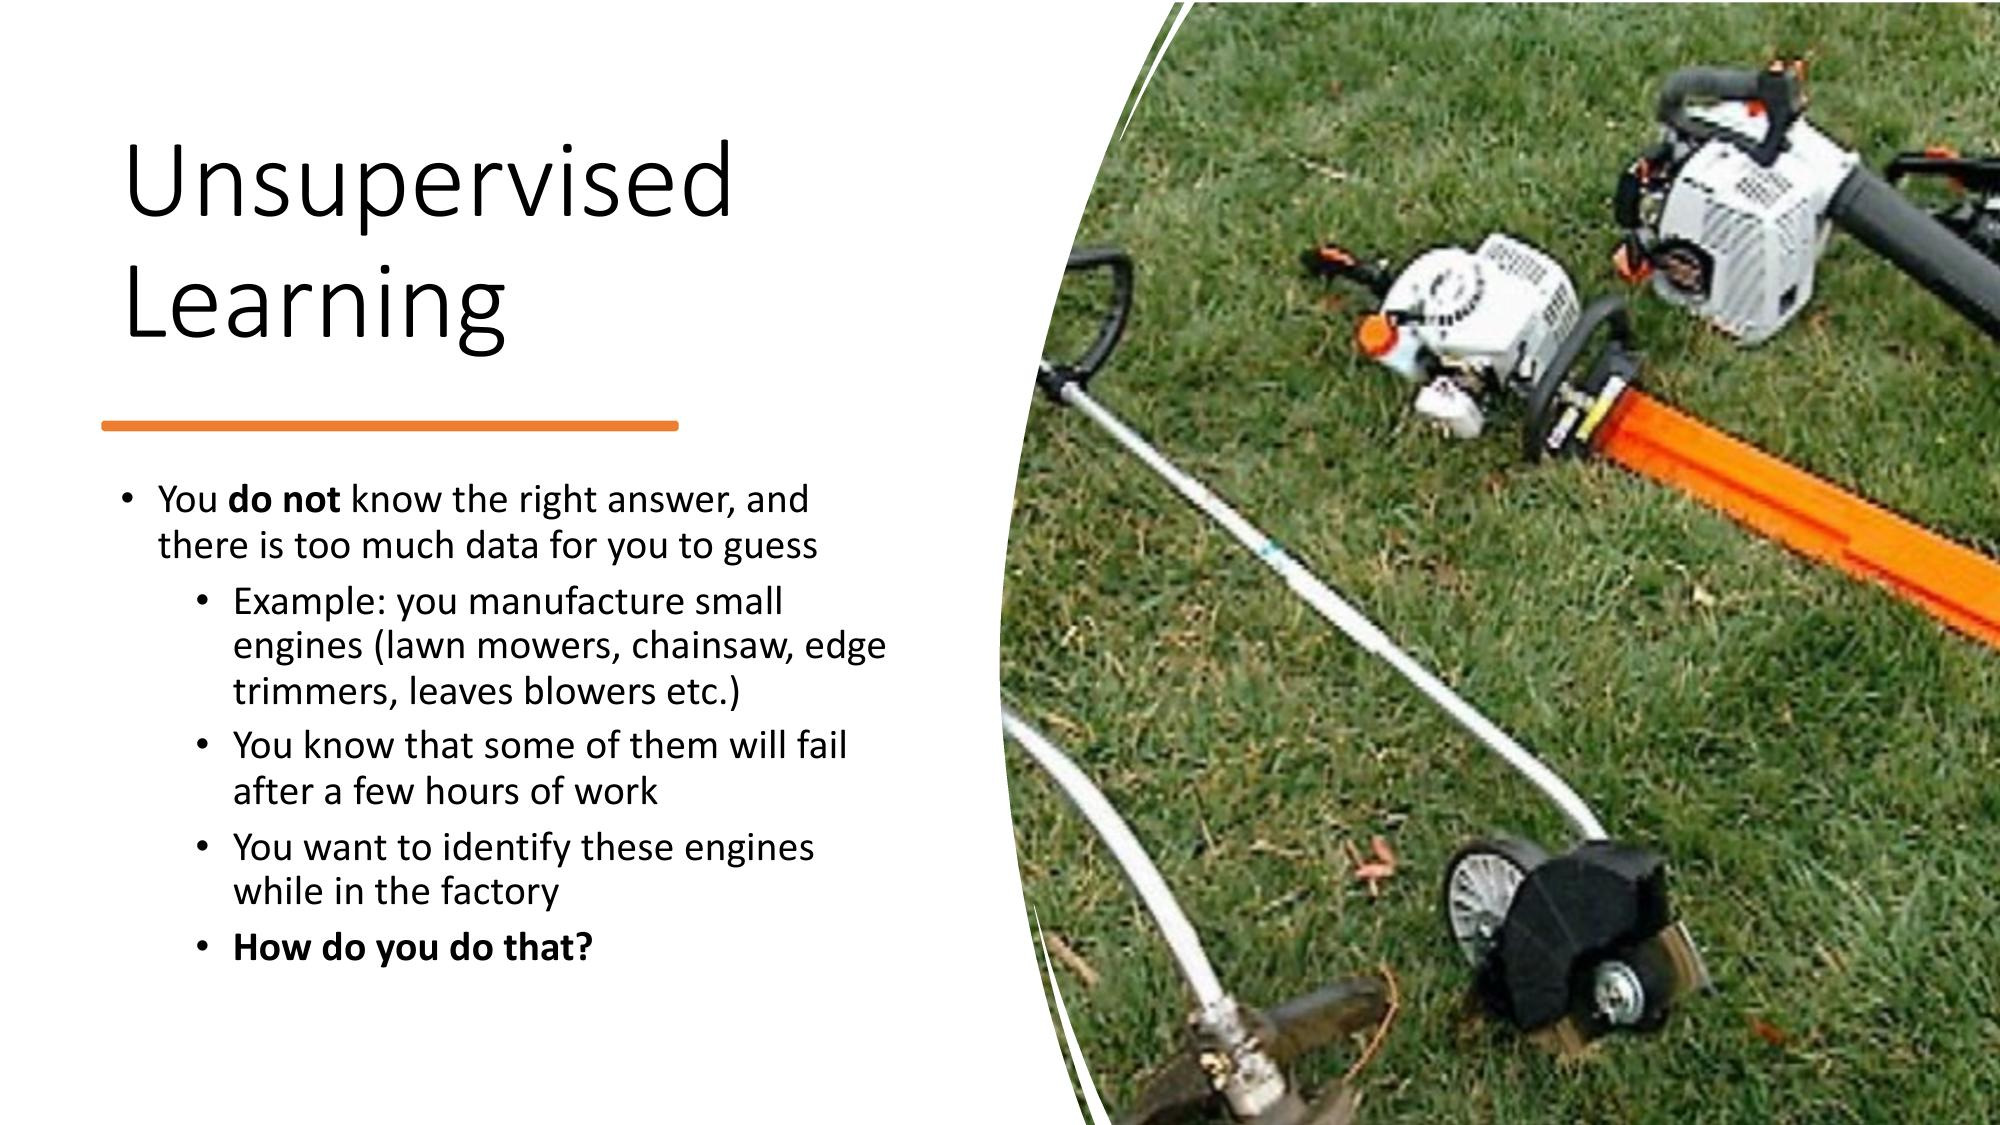 Unsupervised
Learning
• You do not know the right answer, and
there is too much data for you to guess
• Example: you manufacture small
engines (lawn mowers, chainsaw, edge
trimmers, leaves blowers etc.)
• You know that some of them will fail
after a few hours of work
• You want to identify these engines
while in the factory
• How do you do that?